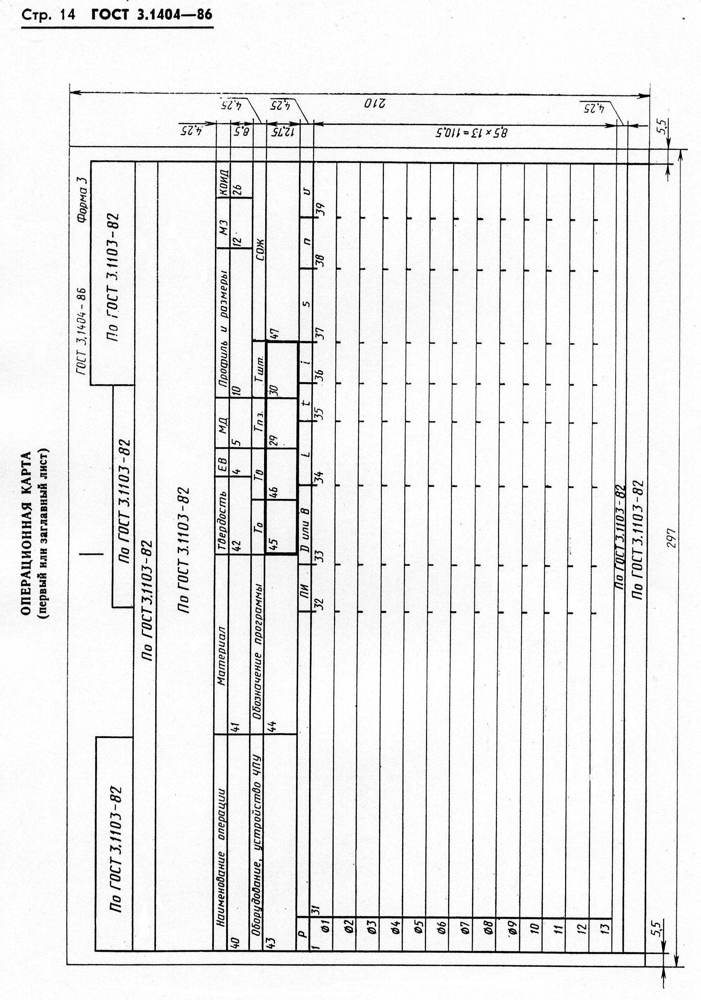 Стр. 14 ГОСТ 3.1404—86
ОПЕРАЦИОННАЯ КАРТА
(первый или заглавный лист)
ГОСТ 3.1404-86 Форма 3
По ГОСТ 3.1103-82
По ГОСТ 3.1103-82
По ГОСТ 3.1103-82
По ГОСТ 3.1103-82
По ГОСТ 3.1103-82
Наименование операции Материал Твердость ЕВ МД Профиль и размеры МЗ КОИД
40 41 42 4 5 10 12 26
Оборудование, устройство ЧПУ Обозначение программы То Тв Тп.з. Тшт. СОЖ
43 44 45 46 29 30 47
Р ПИ D или В L t i s n v
1 31 32 33 34 35 36 37 38 39
Ø1
Ø2
Ø3
Ø4
Ø5
Ø6
Ø7
Ø8
Ø9
10
11
12
13
По ГОСТ 3.1103-82
По ГОСТ 3.1103-82
4,25
8,5
4,25
12,75
4,25
8,5 × 13 = 110,5
4,25
210
5,5
297
5,5